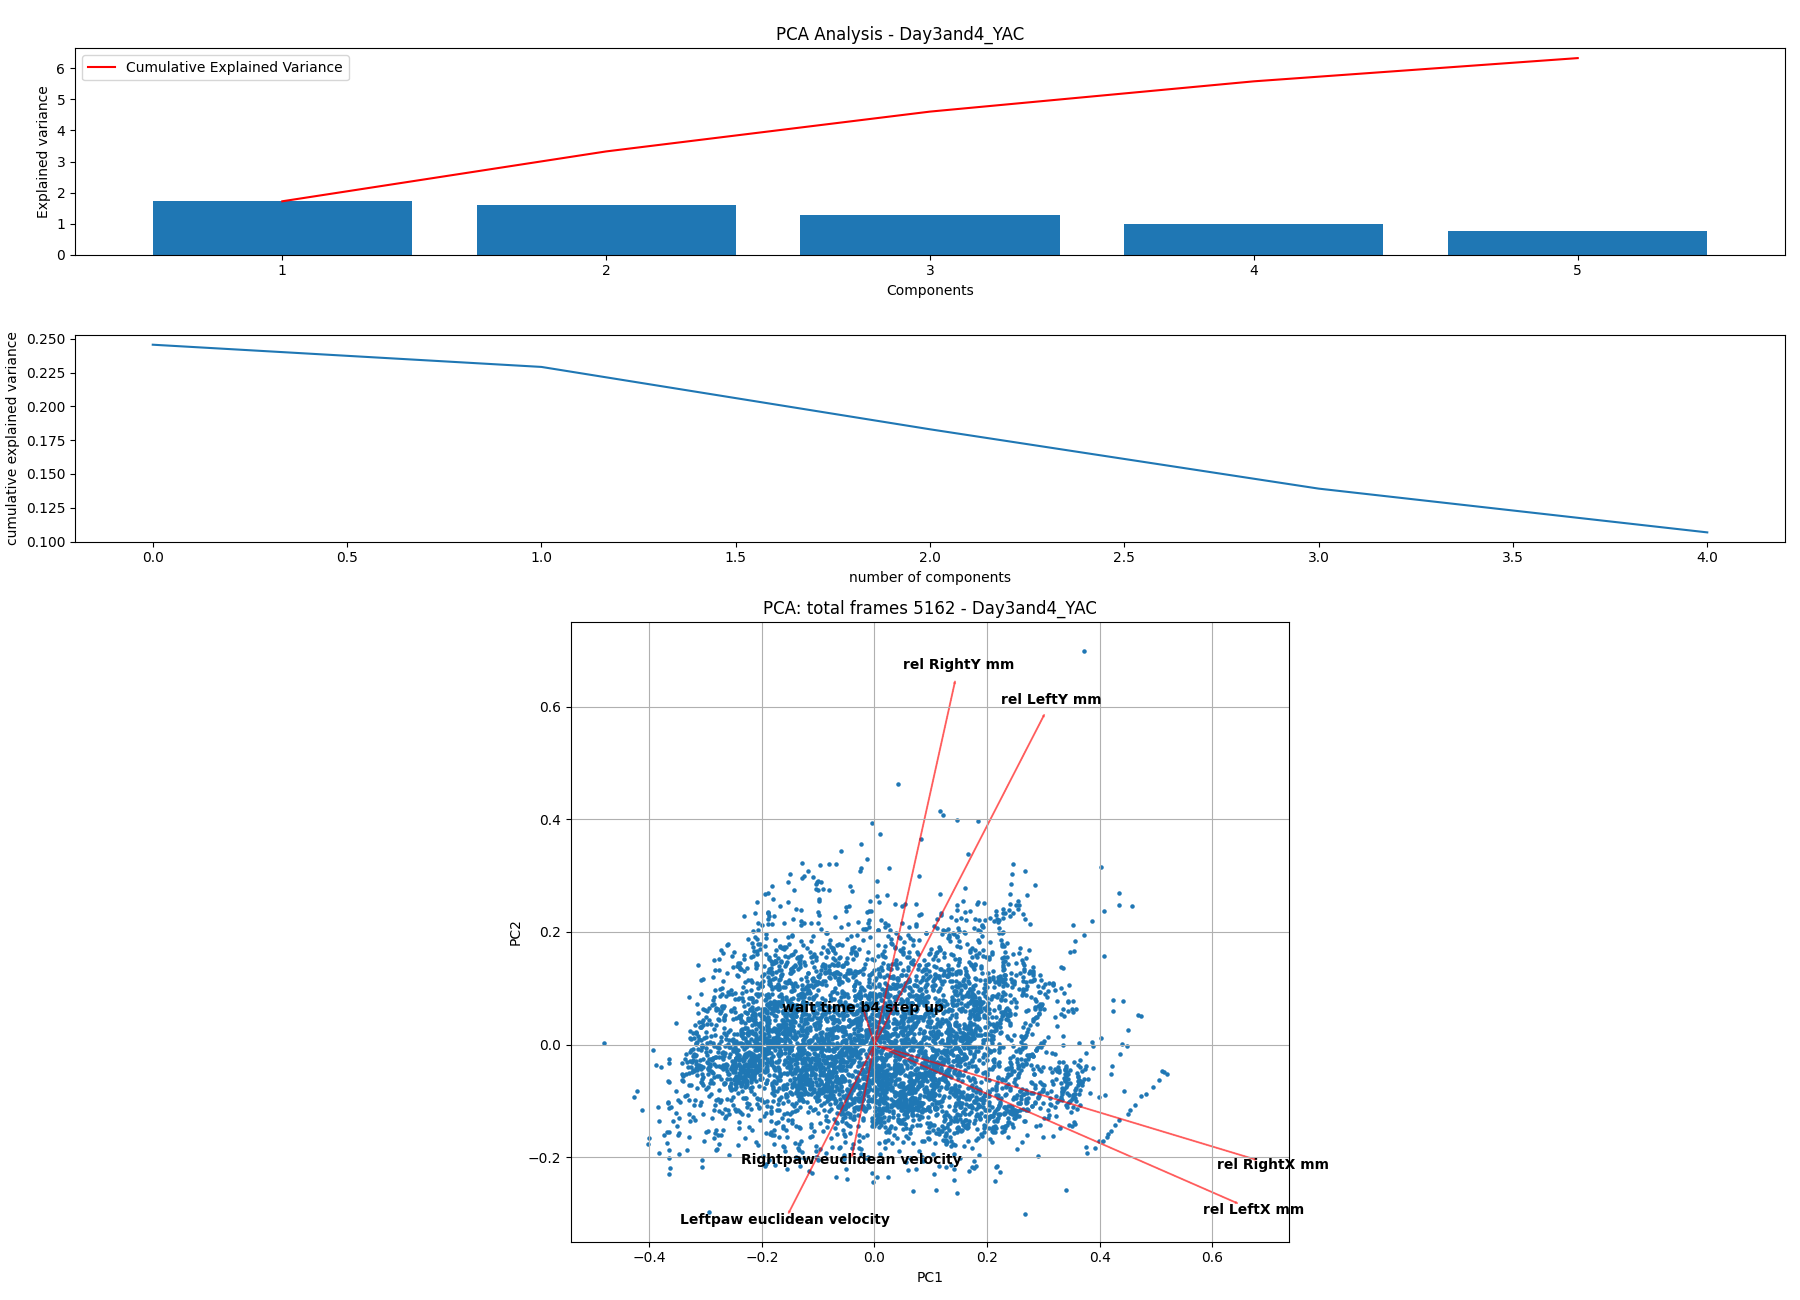 PCA Analysis - Day3and4_YAC
Cumulative Explained Variance
Explained variance
6
5
4
3
2
1
0
1 2 3 4 5
Components
cumulative explained variance
0.250
0.225
0.200
0.175
0.150
0.125
0.100
0.0 0.5 1.0 1.5 2.0 2.5 3.0 3.5 4.0
number of components
PCA: total frames 5162 - Day3and4_YAC
PC2
0.6
0.4
0.2
0.0
−0.2
rel RightY mm
rel LeftY mm
wait time b4 step up
Rightpaw euclidean velocity
rel RightX mm
rel LeftX mm
Leftpaw euclidean velocity
−0.4 −0.2 0.0 0.2 0.4 0.6
PC1